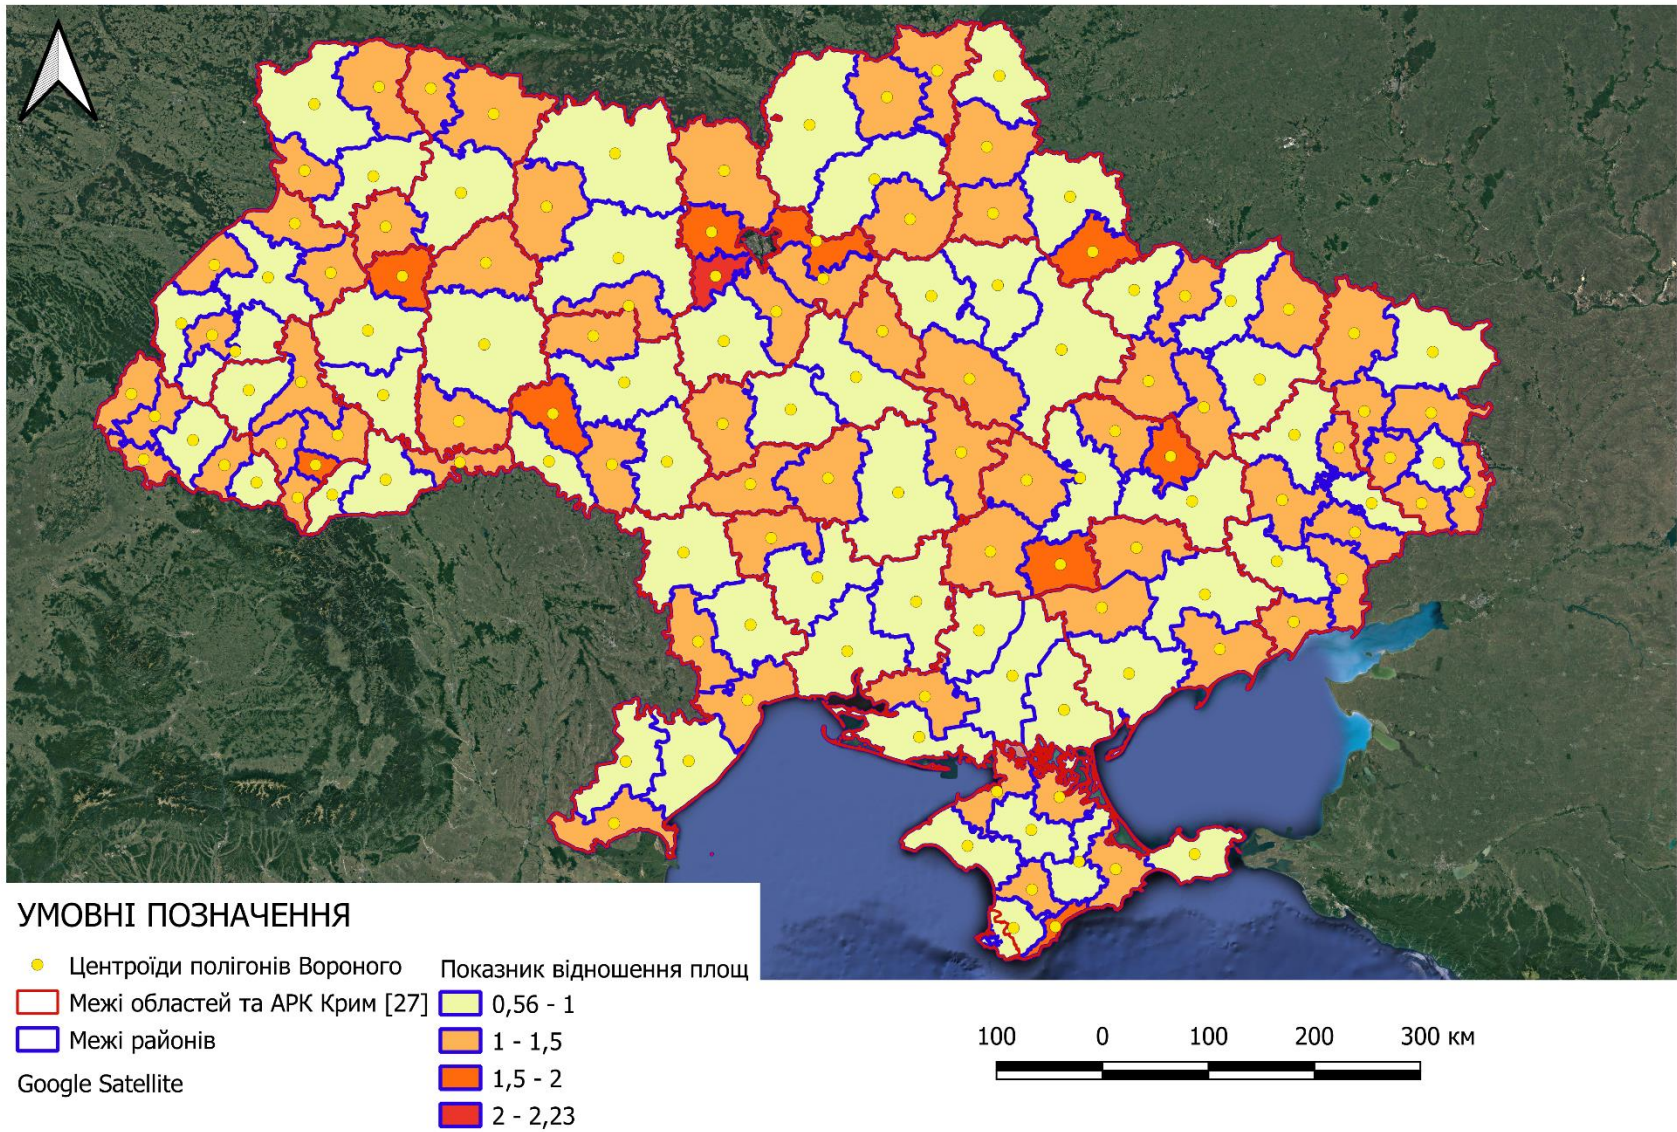 УМОВНІ ПОЗНАЧЕННЯ
Центроїди полігонів Вороного
Межі областей та АРК Крим [27]
Межі районів
Google Satellite
Показник відношення площ
0,56 - 1
1 - 1,5
1,5 - 2
2 - 2,23
100 0 100 200 300 км